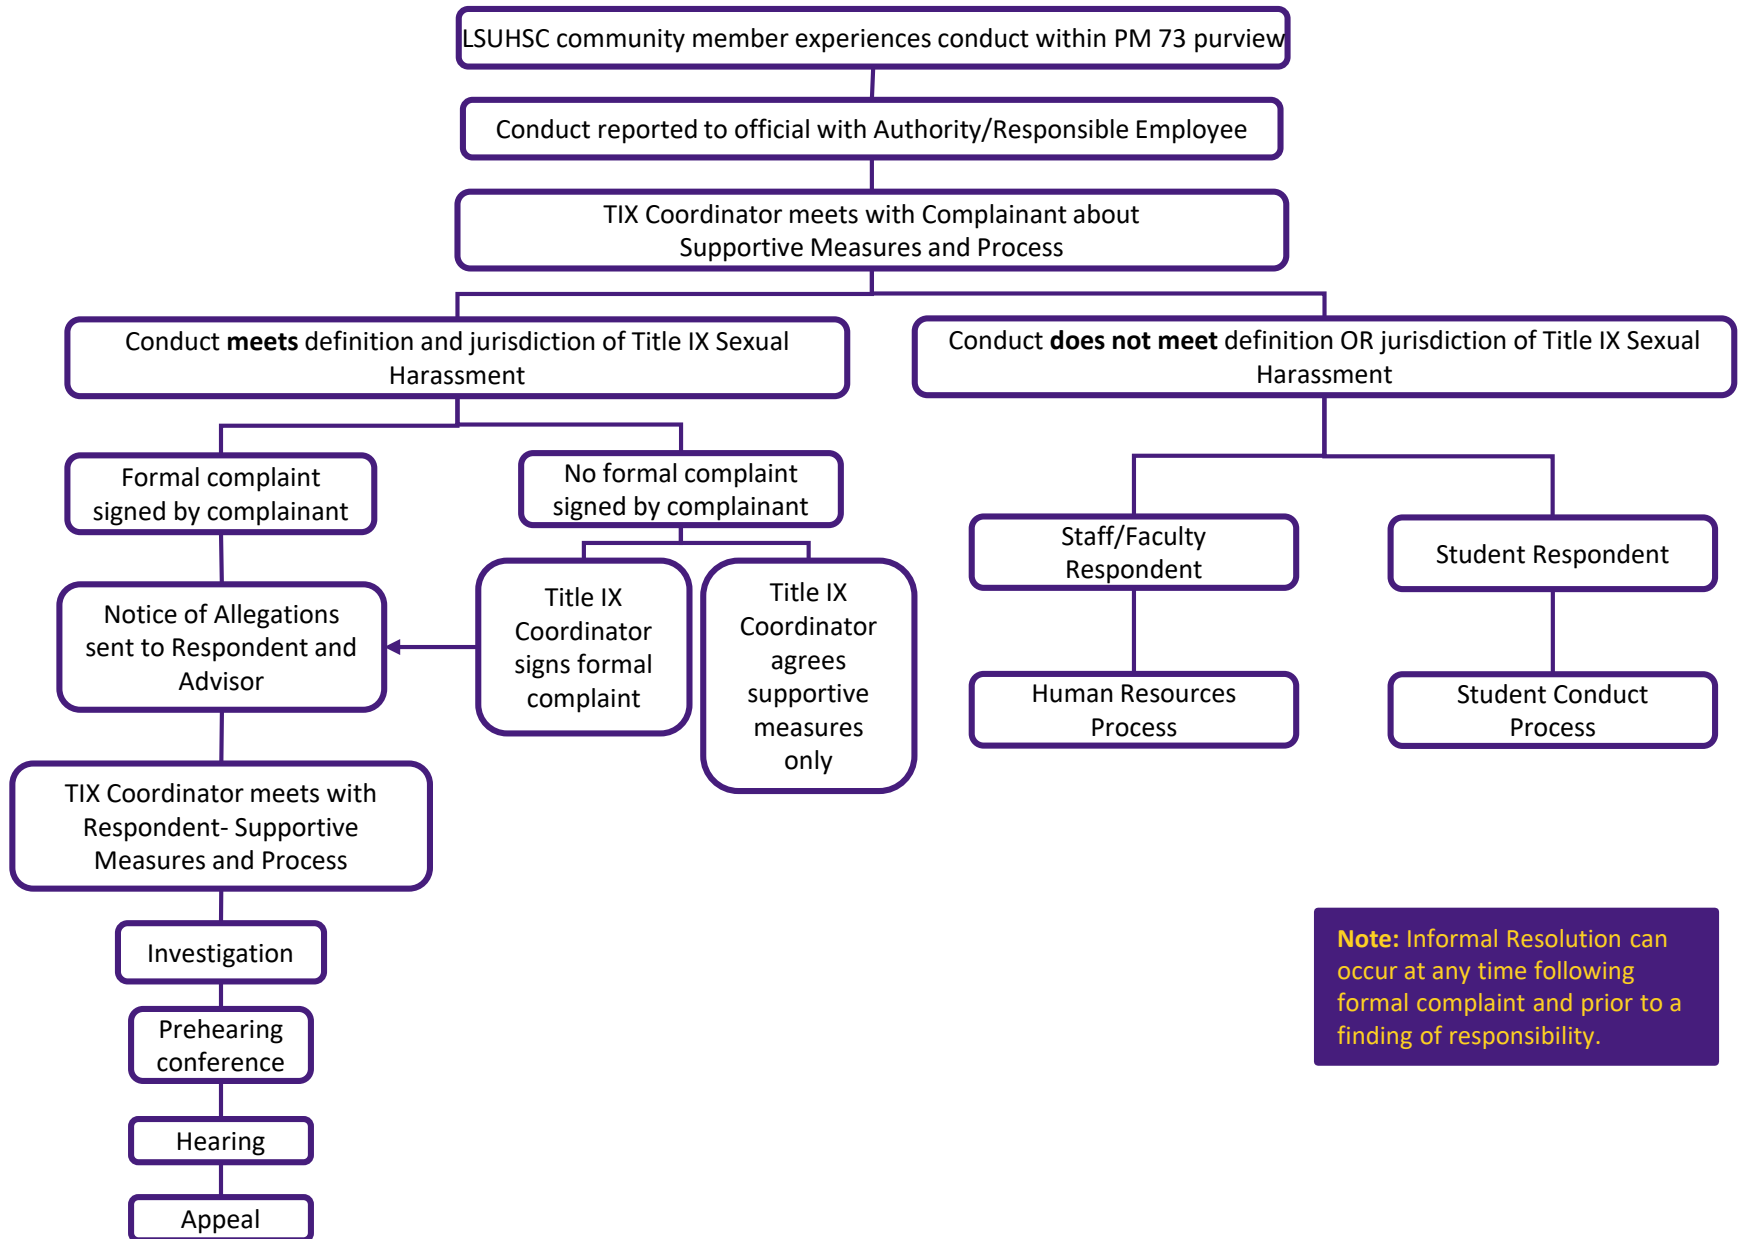 LSUHSC community member experiences conduct within PM 73 purview
Conduct reported to official with Authority/Responsible Employee
TIX Coordinator meets with Complainant about
Supportive Measures and Process
Conduct meets definition and jurisdiction of Title IX Sexual
Harassment
Conduct does not meet definition OR jurisdiction of Title IX Sexual
Harassment
Formal complaint
signed by complainant
No formal complaint
signed by complainant
Staff/Faculty
Respondent
Student Respondent
Notice of Allegations
sent to Respondent and
Advisor
Title IX
Coordinator
signs formal
complaint
Title IX
Coordinator
agrees
supportive
measures
only
Human Resources
Process
Student Conduct
Process
TIX Coordinator meets with
Respondent- Supportive
Measures and Process
Investigation
Prehearing
conference
Hearing
Appeal
Note: Informal Resolution can
occur at any time following
formal complaint and prior to a
finding of responsibility.